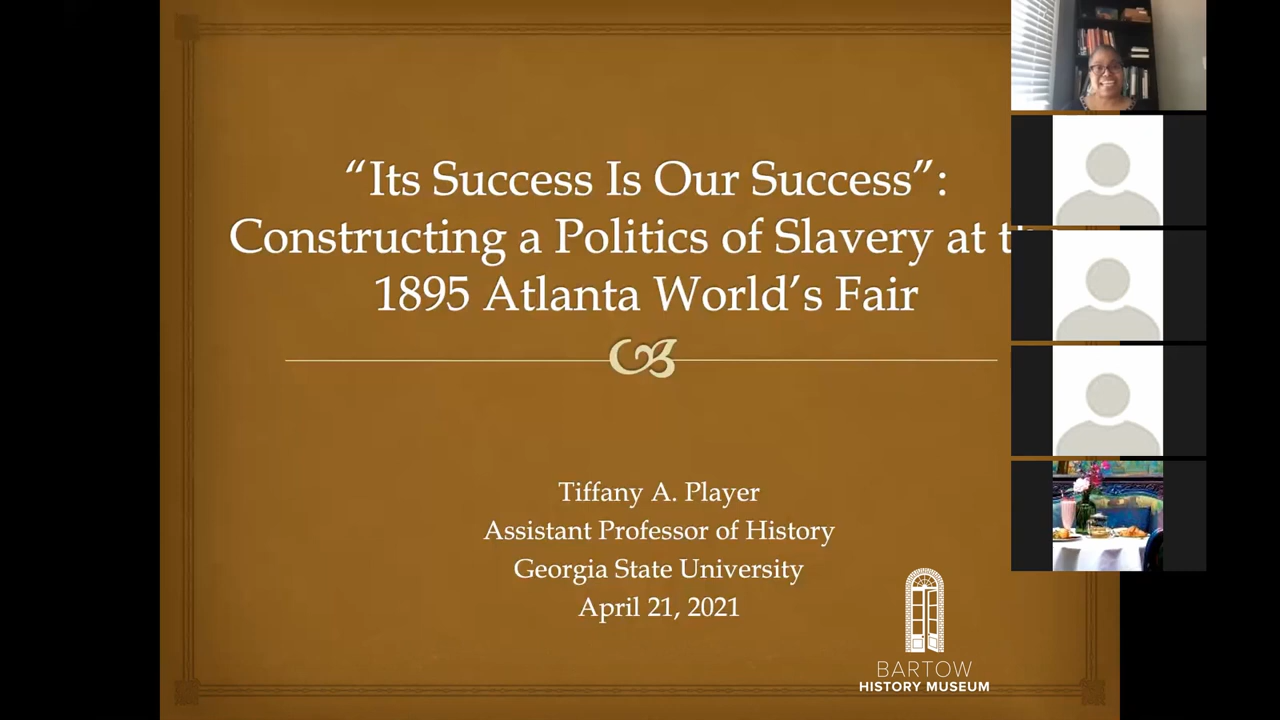 “Its Success Is Our Success”:
Constructing a Politics of Slavery at
1895 Atlanta World’s Fair
Tiffany A. Player
Assistant Professor of History
Georgia State University
April 21, 2021
BARTOW
HISTORY MUSEUM